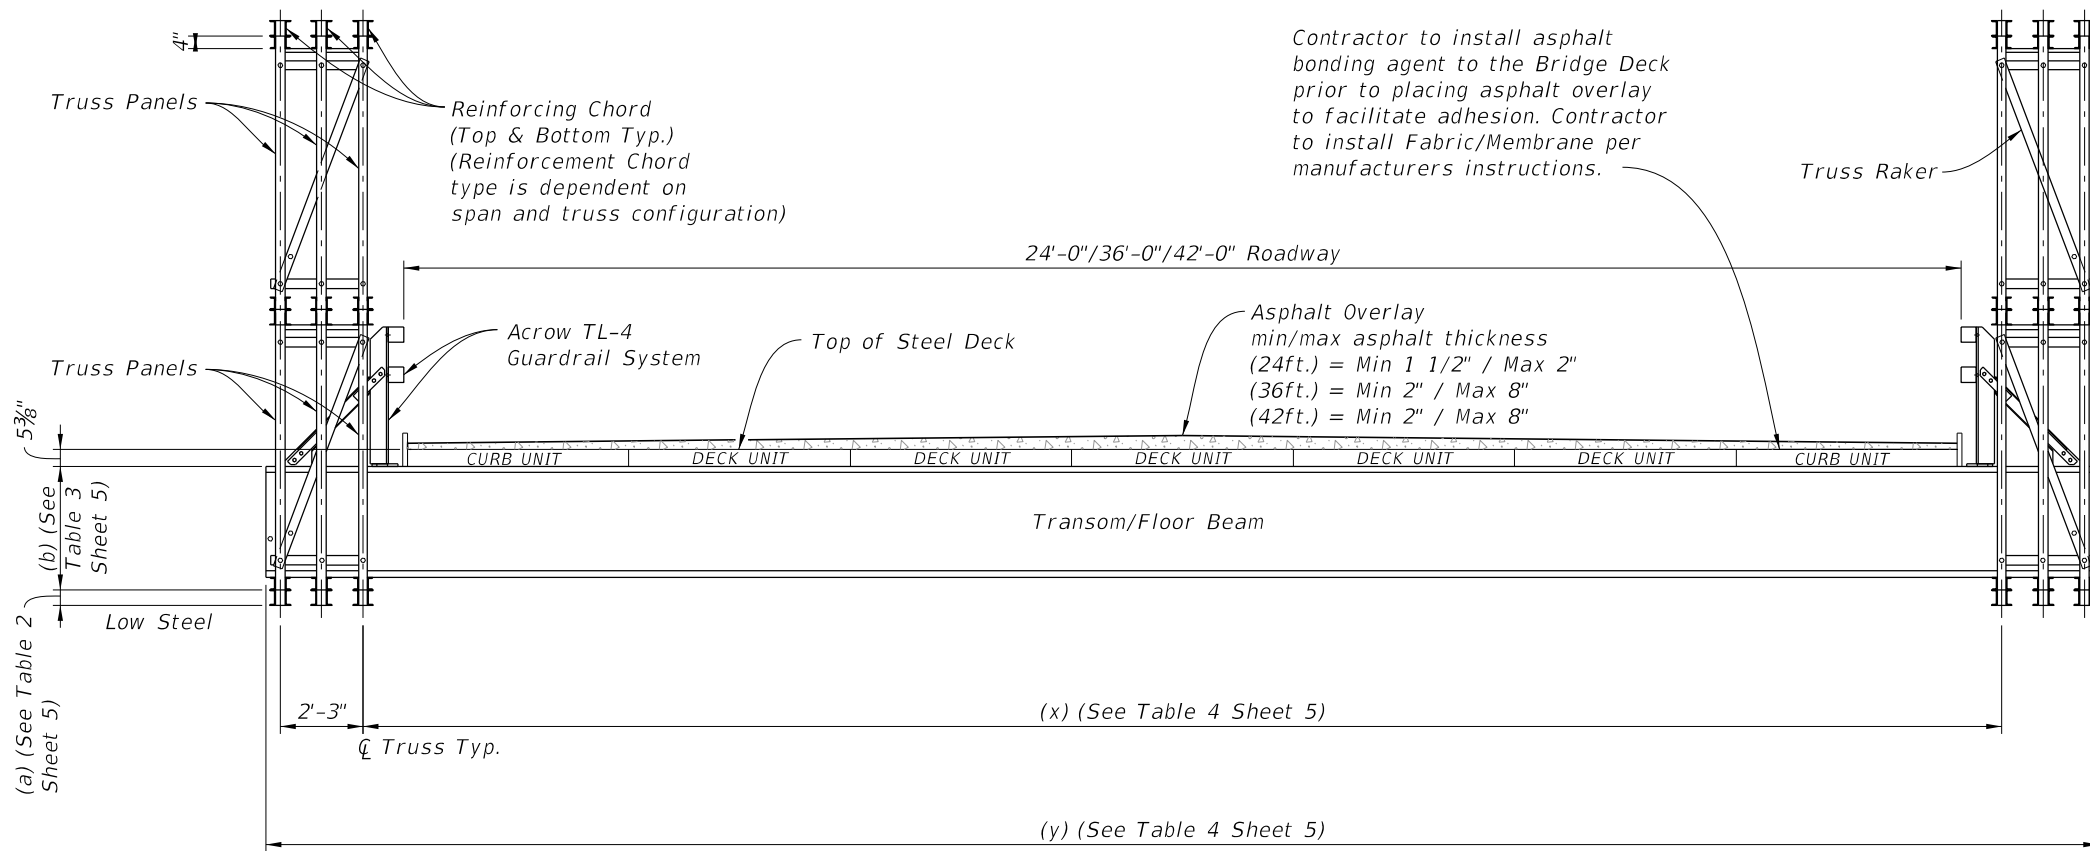 4"
Truss Panels
Reinforcing Chord
(Top & Bottom Typ.)
(Reinforcement Chord
type is dependent on
span and truss configuration)
Contractor to install asphalt
bonding agent to the Bridge Deck
prior to placing asphalt overlay
to facilitate adhesion. Contractor
to install Fabric/Membrane per
manufacturers instructions.
Truss Raker
24'-0"/36'-0"/42'-0" Roadway
Acrow TL-4
Guardrail System
Top of Steel Deck
Asphalt Overlay
min/max asphalt thickness
(24ft.) = Min 1 1/2" / Max 2"
(36ft.) = Min 2" / Max 8"
(42ft.) = Min 2" / Max 8"
Truss Panels
5 3/8"
CURB UNIT
DECK UNIT
DECK UNIT
DECK UNIT
DECK UNIT
DECK UNIT
CURB UNIT
(b) (See
Table 3
Sheet 5)
Transom/Floor Beam
Low Steel
(a) (See Table 2
Sheet 5)
2'-3"
(x) (See Table 4 Sheet 5)
℄ Truss Typ.
(y) (See Table 4 Sheet 5)